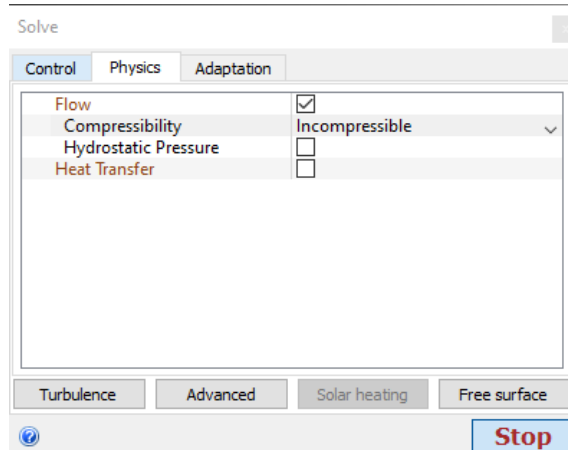 Solve
Control Physics Adaptation
Flow
Compressibility Incompressible
Hydrostatic Pressure
Heat Transfer
Turbulence Advanced Solar heating Free surface
? Stop